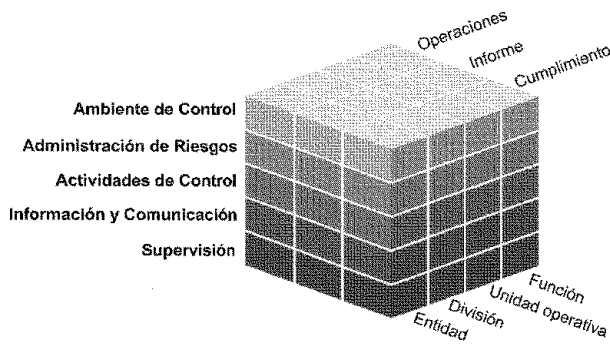 Operaciones
Informe
Cumplimiento
Ambiente de Control
Administración de Riesgos
Actividades de Control
Información y Comunicación
Supervisión
Entidad
División
Unidad operativa
Función